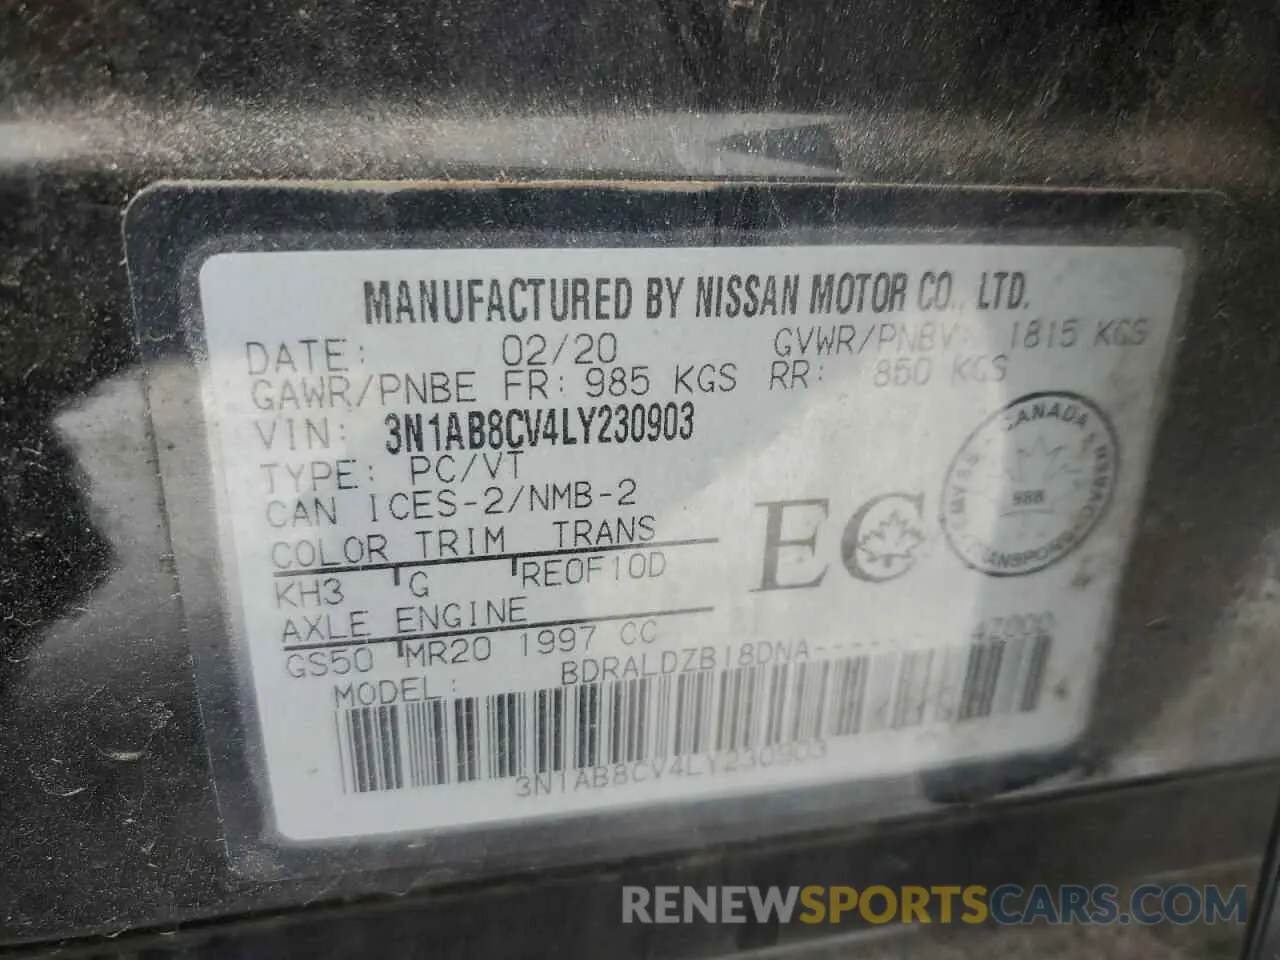 MANUFACTURED BY NISSAN MOTOR CO., LTD.
DATE: 02/20 GVWR/PNBV: 1815 KGS
GAWR/PNBE FR: 985 KGS RR: 860 KGS
VIN: 3N1AB8CV4LY230903
TYPE: PC/VT
CAN ICES-2/NMB-2
COLOR TRIM TRANS
KH3 G RE0F10D
AXLE ENGINE
GS50 MR20 1997 CC
MODEL: BDRALDZB18DNA-----
3N1AB8CV4LY230903
EC
CANADA
TRANSPORT
RENEWSPORTSCARS.COM